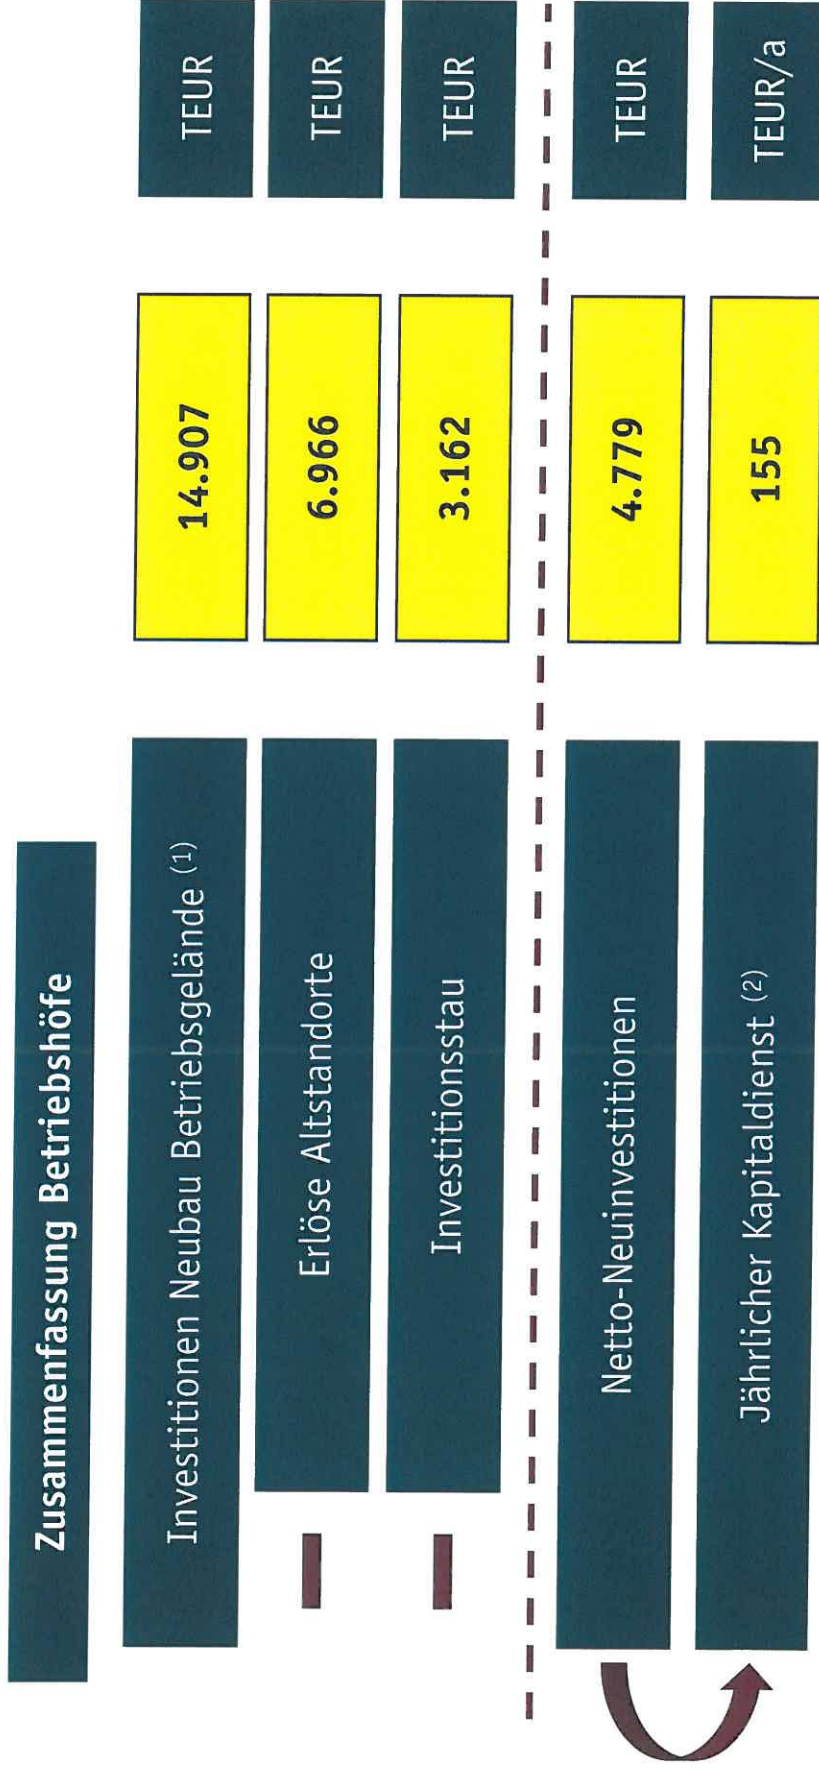 Zusammenfassung Betriebshöfe
Investitionen Neubau Betriebsgelände (1) 14.907 TEUR
Erlöse Altstandorte 6.966 TEUR
Investitionsstau 3.162 TEUR
Netto-Neuinvestitionen 4.779 TEUR
Jährlicher Kapitaldienst (2) 155 TEUR/a